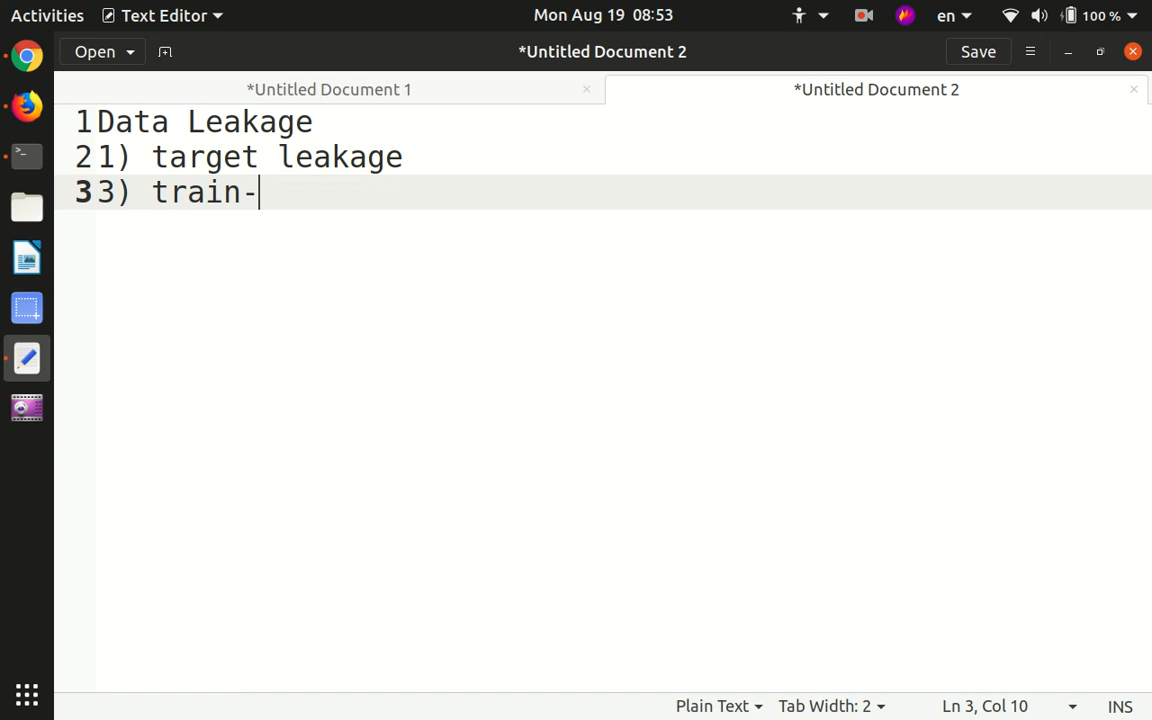 Activities Text Editor Mon Aug 19 08:53 en 100 %
Open *Untitled Document 2 Save
*Untitled Document 1 *Untitled Document 2
1 Data Leakage
2 1) target leakage
3 3) train-
Plain Text Tab Width: 2 Ln 3, Col 10 INS